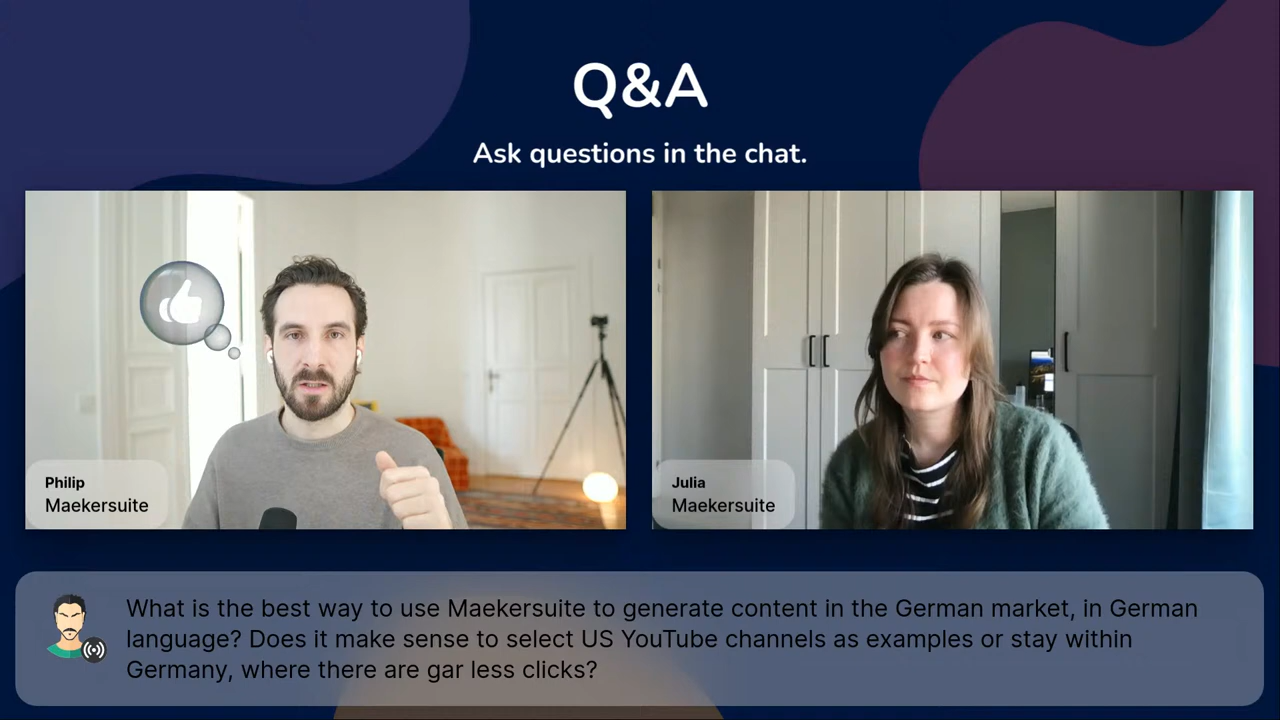 Q&A
Ask questions in the chat.
Philip
Maekersuite
Julia
Maekersuite
What is the best way to use Maekersuite to generate content in the German market, in German
language? Does it make sense to select US YouTube channels as examples or stay within
Germany, where there are gar less clicks?